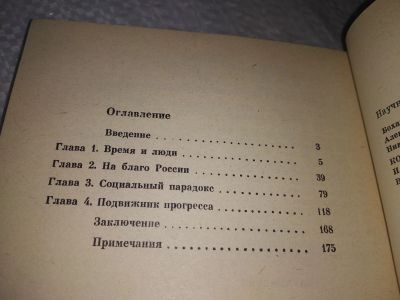 Оглавление
Введение . . . . . . . . . . . . . . 3
Глава 1. Время и люди . . . . . . . . . . . . 5
Глава 2. На благо России . . . . . . . . . . . 39
Глава 3. Социальный парадокс . . . . . . . . . 79
Глава 4. Подвижник прогресса . . . . . . . . . 118
Заключение . . . . . . . . . . . . . 168
Примечания . . . . . . . . . . . . . 175